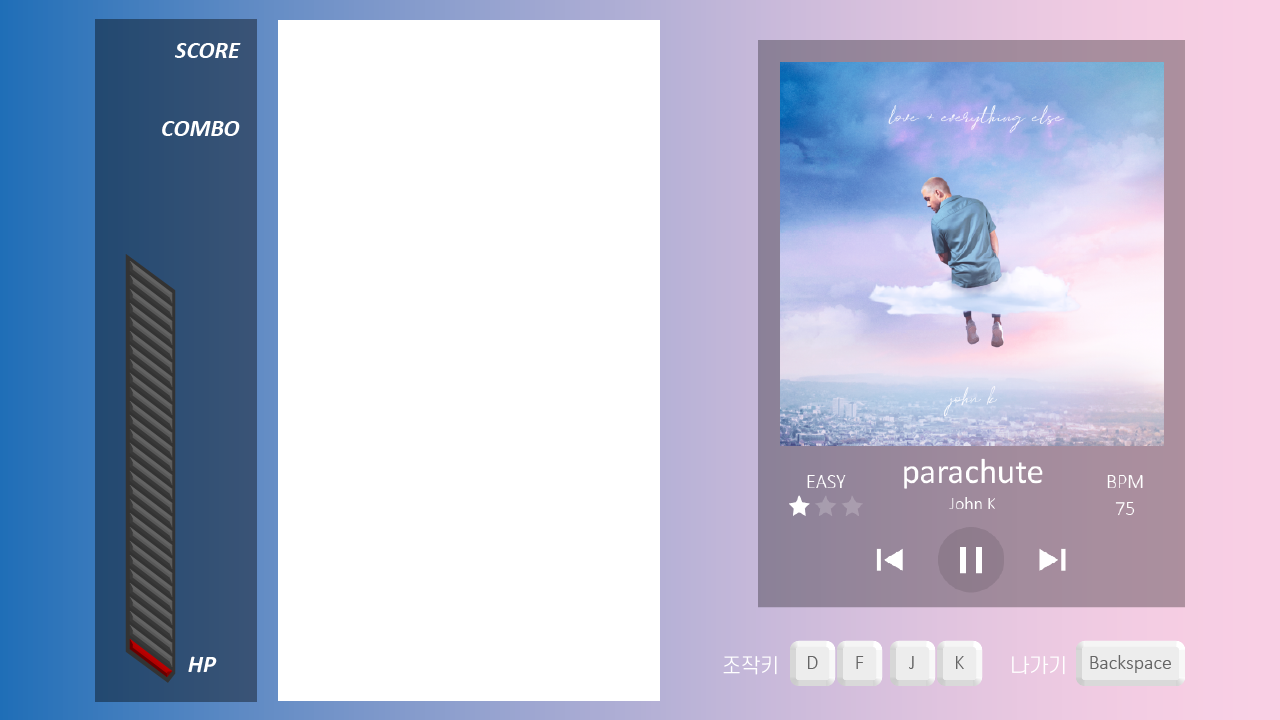 SCORE
COMBO
HP
love + everything else
john k
parachute
John K
EASY
BPM
75
조작키 D F J K 나가기 Backspace